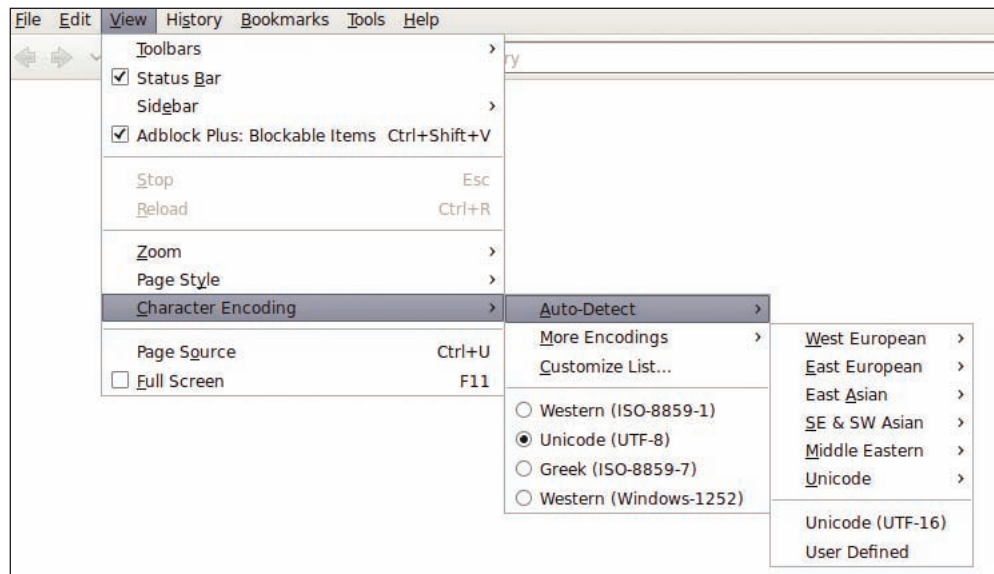 File Edit View History Bookmarks Tools Help
ry
Toolbars
Status Bar
Sidebar
Adblock Plus: Blockable Items Ctrl+Shift+V
Stop Esc
Reload Ctrl+R
Zoom
Page Style
Character Encoding
Page Source Ctrl+U
Full Screen F11
Auto-Detect
More Encodings
Customize List...
Western (ISO-8859-1)
Unicode (UTF-8)
Greek (ISO-8859-7)
Western (Windows-1252)
West European
East European
East Asian
SE & SW Asian
Middle Eastern
Unicode
Unicode (UTF-16)
User Defined